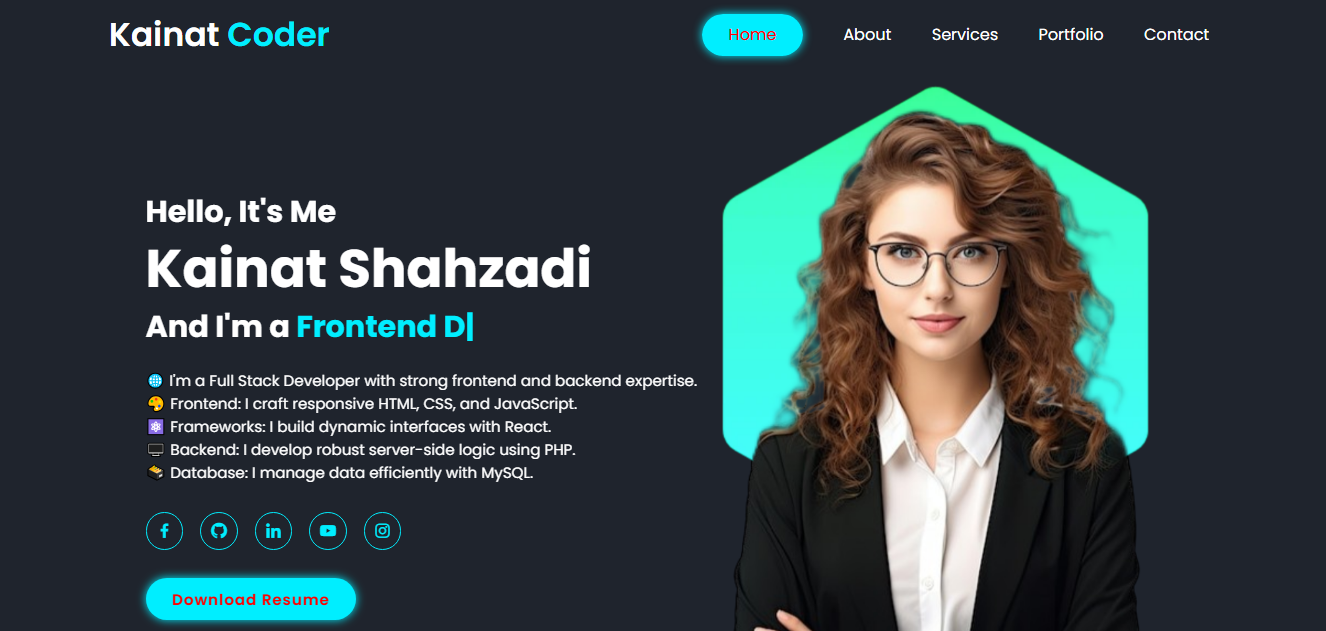 Kainat Coder
Home About Services Portfolio Contact
Hello, It's Me
Kainat Shahzadi
And I'm a Frontend D|
I'm a Full Stack Developer with strong frontend and backend expertise.
Frontend: I craft responsive HTML, CSS, and JavaScript.
Frameworks: I build dynamic interfaces with React.
Backend: I develop robust server-side logic using PHP.
Database: I manage data efficiently with MySQL.
Download Resume